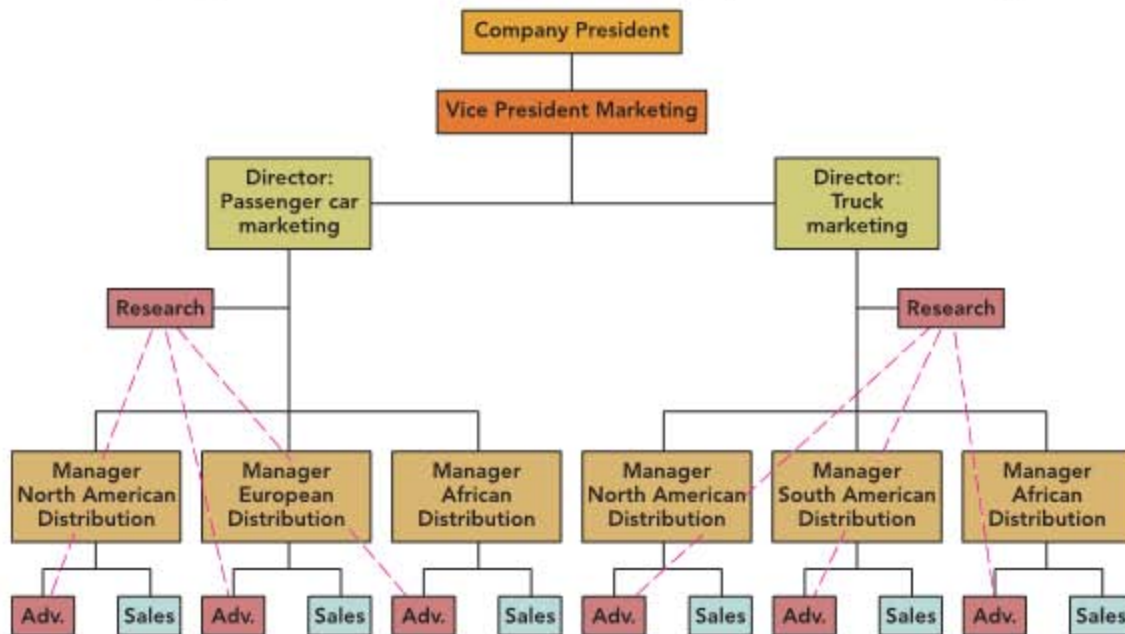 Company President
Vice President Marketing
Director:
Passenger car
marketing
Director:
Truck
marketing
Research
Research
Manager
North American
Distribution
Manager
European
Distribution
Manager
African
Distribution
Manager
North American
Distribution
Manager
South American
Distribution
Manager
African
Distribution
Adv.
Sales
Adv.
Sales
Adv.
Sales
Adv.
Sales
Adv.
Sales
Adv.
Sales